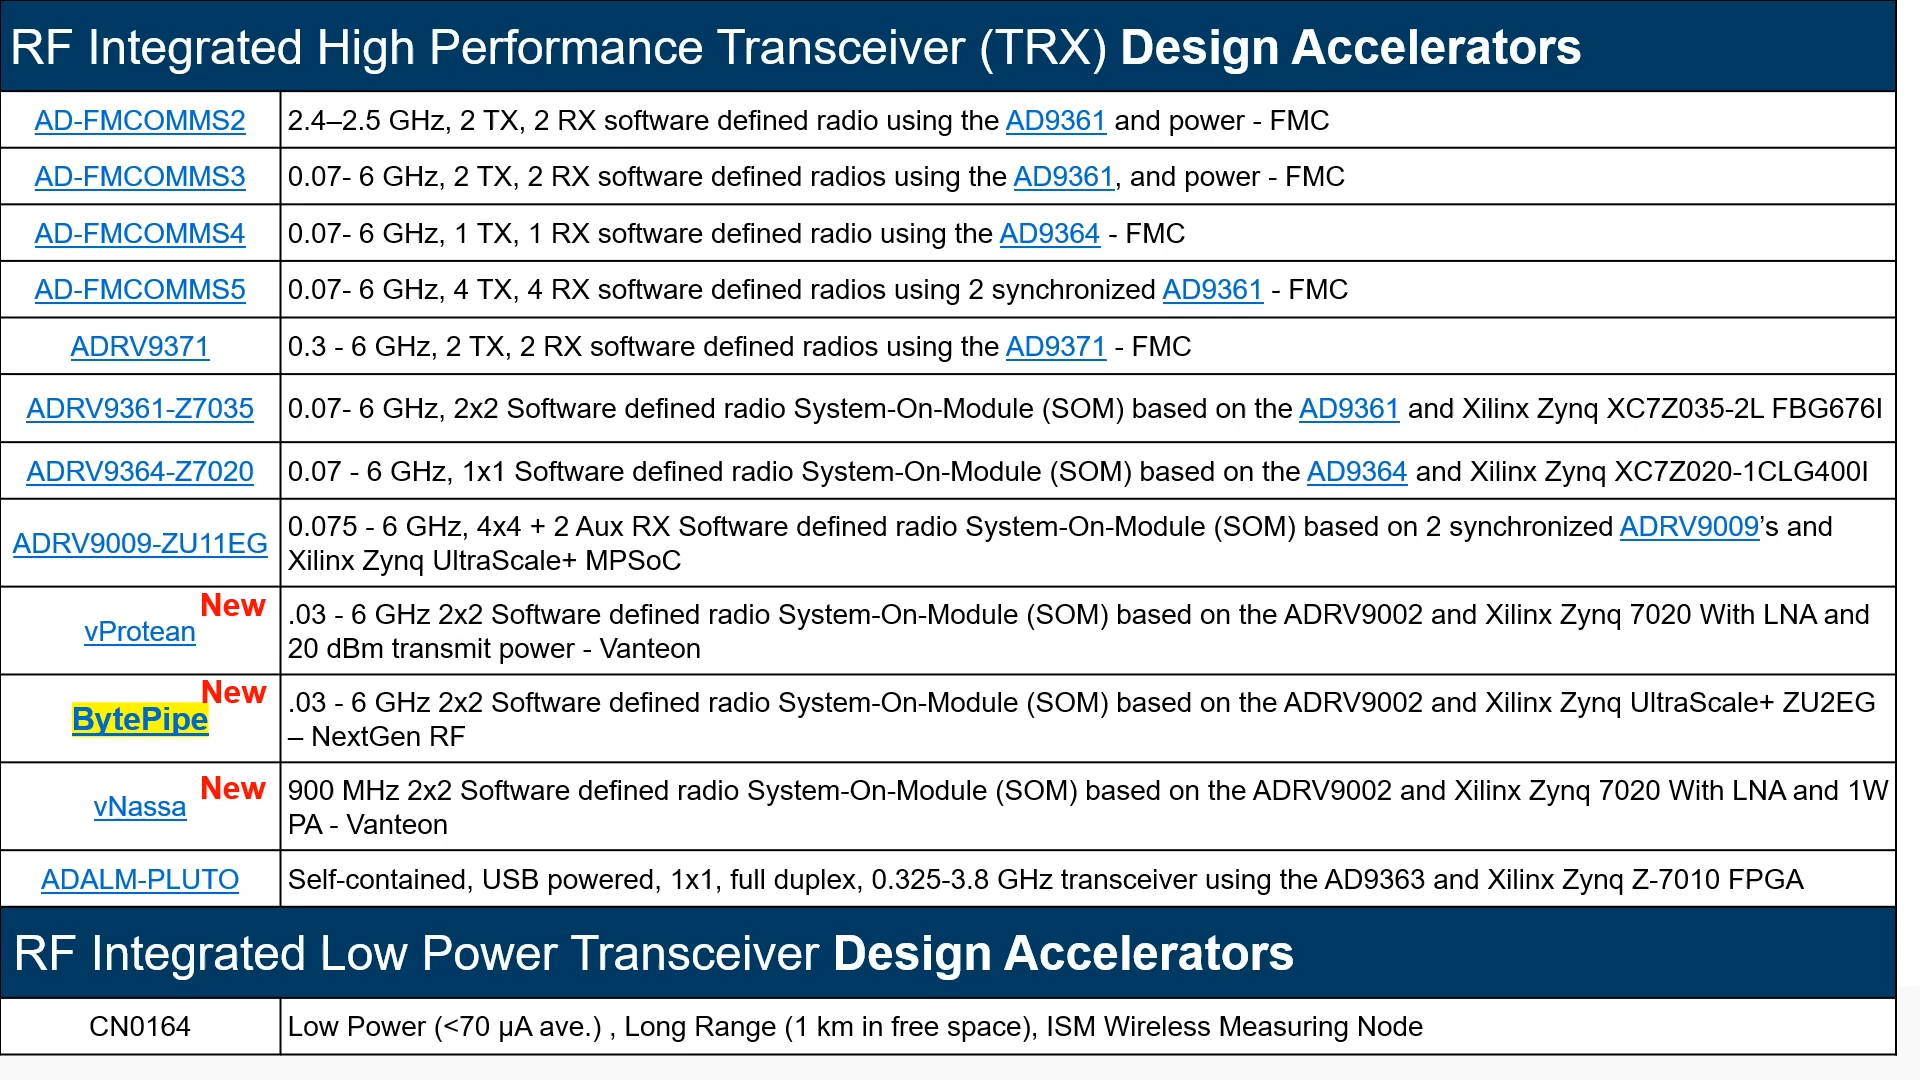 RF Integrated High Performance Transceiver (TRX) Design Accelerators
AD-FMCOMMS2 2.4–2.5 GHz, 2 TX, 2 RX software defined radio using the AD9361 and power - FMC
AD-FMCOMMS3 0.07- 6 GHz, 2 TX, 2 RX software defined radios using the AD9361, and power - FMC
AD-FMCOMMS4 0.07- 6 GHz, 1 TX, 1 RX software defined radio using the AD9364 - FMC
AD-FMCOMMS5 0.07- 6 GHz, 4 TX, 4 RX software defined radios using 2 synchronized AD9361 - FMC
ADRV9371 0.3 - 6 GHz, 2 TX, 2 RX software defined radios using the AD9371 - FMC
ADRV9361-Z7035 0.07- 6 GHz, 2x2 Software defined radio System-On-Module (SOM) based on the AD9361 and Xilinx Zynq XC7Z035-2L FBG676I
ADRV9364-Z7020 0.07 - 6 GHz, 1x1 Software defined radio System-On-Module (SOM) based on the AD9364 and Xilinx Zynq XC7Z020-1CLG400I
ADRV9009-ZU11EG
0.075 - 6 GHz, 4x4 + 2 Aux RX Software defined radio System-On-Module (SOM) based on 2 synchronized ADRV9009’s and
Xilinx Zynq UltraScale+ MPSoC
New
vProtean
.03 - 6 GHz 2x2 Software defined radio System-On-Module (SOM) based on the ADRV9002 and Xilinx Zynq 7020 With LNA and
20 dBm transmit power - Vanteon
New
BytePipe
.03 - 6 GHz 2x2 Software defined radio System-On-Module (SOM) based on the ADRV9002 and Xilinx Zynq UltraScale+ ZU2EG
– NextGen RF
New
vNassa
900 MHz 2x2 Software defined radio System-On-Module (SOM) based on the ADRV9002 and Xilinx Zynq 7020 With LNA and 1W
PA - Vanteon
ADALM-PLUTO Self-contained, USB powered, 1x1, full duplex, 0.325-3.8 GHz transceiver using the AD9363 and Xilinx Zynq Z-7010 FPGA
RF Integrated Low Power Transceiver Design Accelerators
CN0164 Low Power (<70 μA ave.) , Long Range (1 km in free space), ISM Wireless Measuring Node